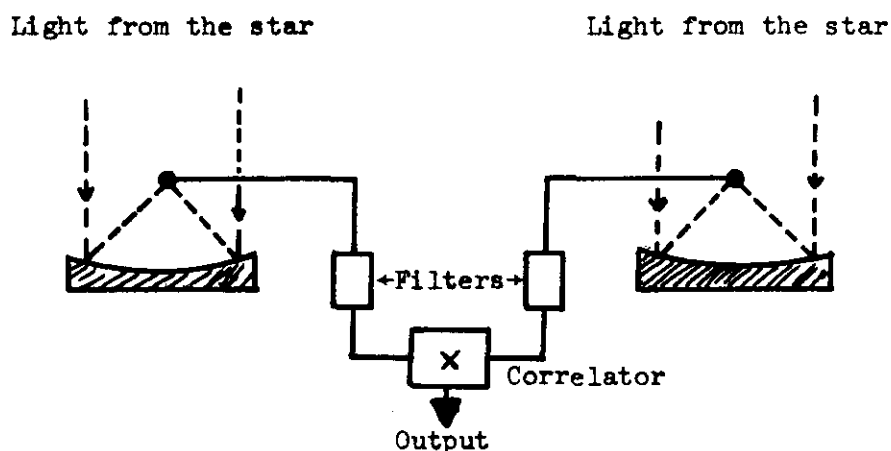 Light from the star
Light from the star
Filters
X
Correlator
Output